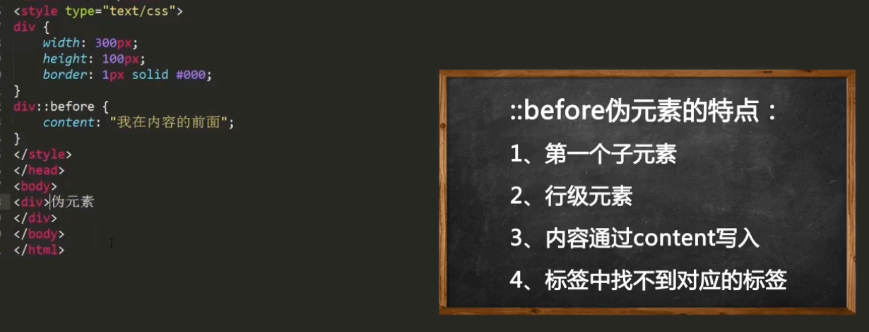 <style type="text/css">
div {
width: 300px;
height: 100px;
border: 1px solid #000;
}
div::before {
content: "我在内容的前面";
}
</style>
</head>
<body>
<div>伪元素
</div>
</body>
</html>
::before伪元素的特点：
1、第一个子元素
2、行级元素
3、内容通过content写入
4、标签中找不到对应的标签